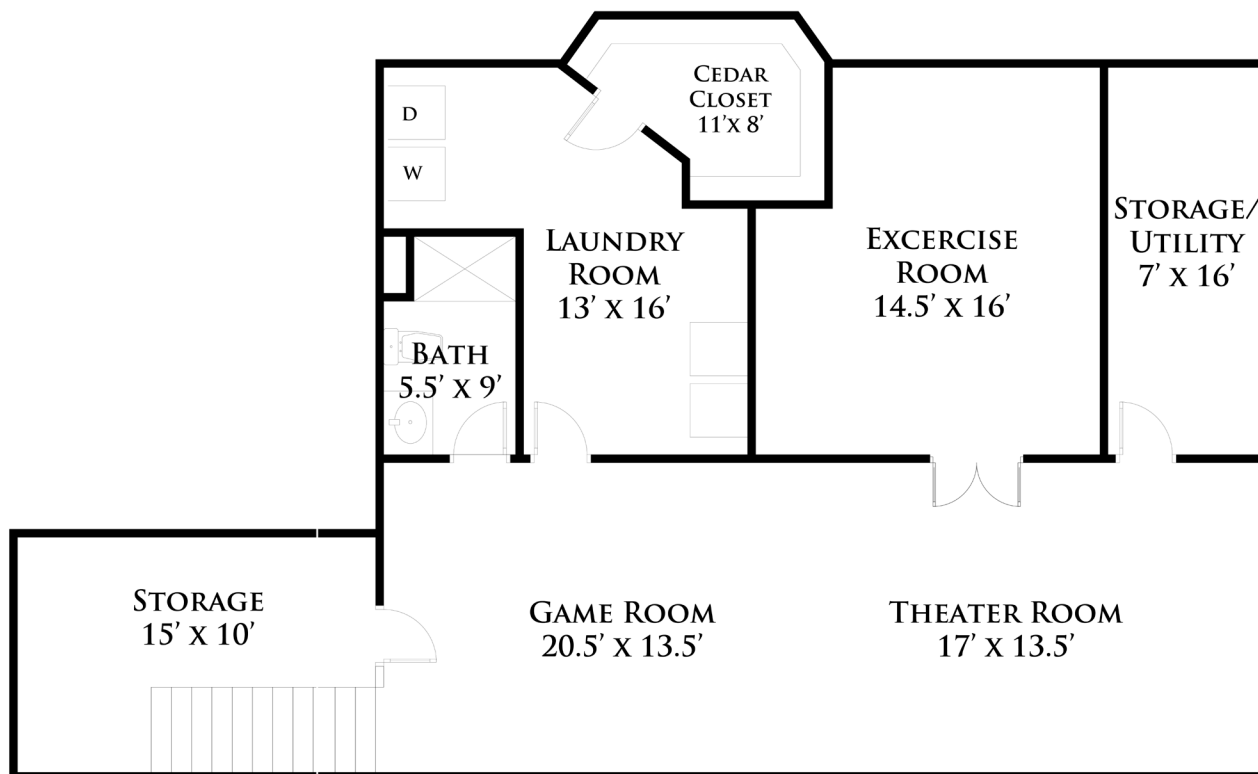 CEDAR
CLOSET
11'X 8'
D
W
STORAGE/
UTILITY
7' X 16'
LAUNDRY
ROOM
13' X 16'
EXCERCISE
ROOM
14.5' X 16'
BATH
5.5' X 9'
STORAGE
15' X 10'
GAME ROOM
20.5' X 13.5'
THEATER ROOM
17' X 13.5'